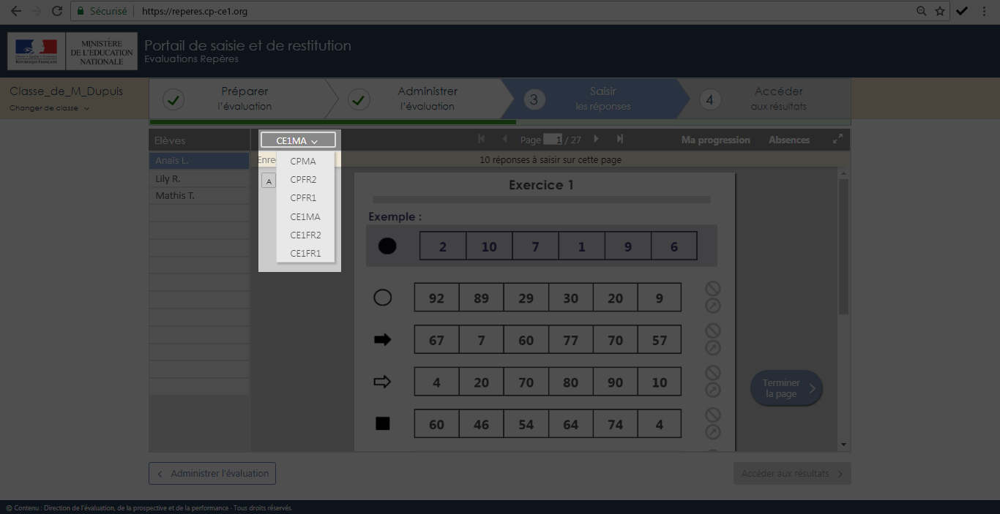 Sécurisé https://reperes.cp-ce1.org
MINISTÈRE
DE L'ÉDUCATION
NATIONALE
RÉPUBLIQUE FRANÇAISE
Portail de saisie et de restitution
Evaluations Repères
Classe_de_M_Dupuis
Changer de classe
Préparer
l'évaluation
Administrer
l'évaluation
3
Saisir
les réponses
4
Accéder
aux résultats
Elèves
CE1MA
Page 1 / 27
Ma progression
Absences
Anaïs L.
Lily R.
Mathis T.
Enre
10 réponses à saisir sur cette page
CPMA
CPFR2
CPFR1
CE1MA
CE1FR2
CE1FR1
A
Exercice 1
Exemple :
2 10 7 1 9 6
92 89 29 30 20 9
67 7 60 77 70 57
4 20 70 80 90 10
60 46 54 64 74 4
Terminer
la page
Administrer l'évaluation
Accéder aux résultats
© Contenu : Direction de l'évaluation, de la prospective et de la performance - Tous droits réservés.